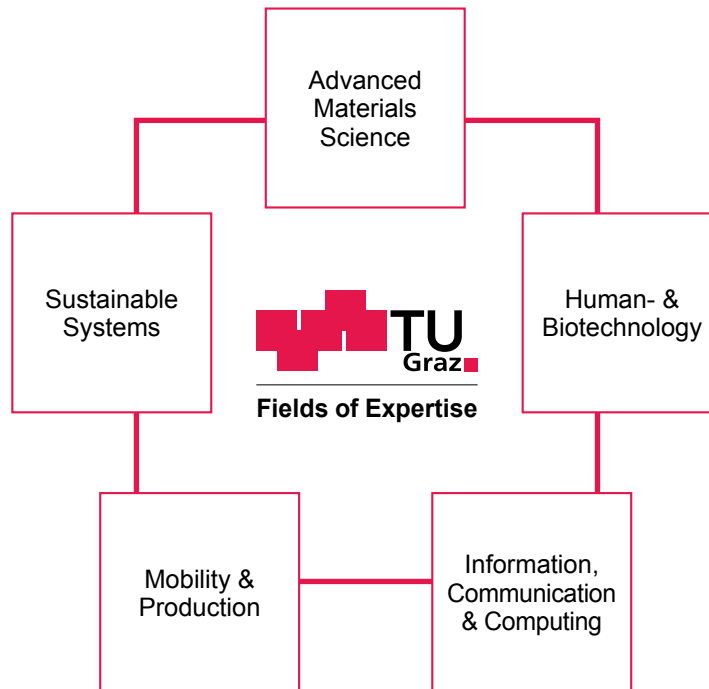 Advanced
Materials
Science
Sustainable
Systems
TU
Graz
Fields of Expertise
Human- &
Biotechnology
Mobility &
Production
Information,
Communication
& Computing